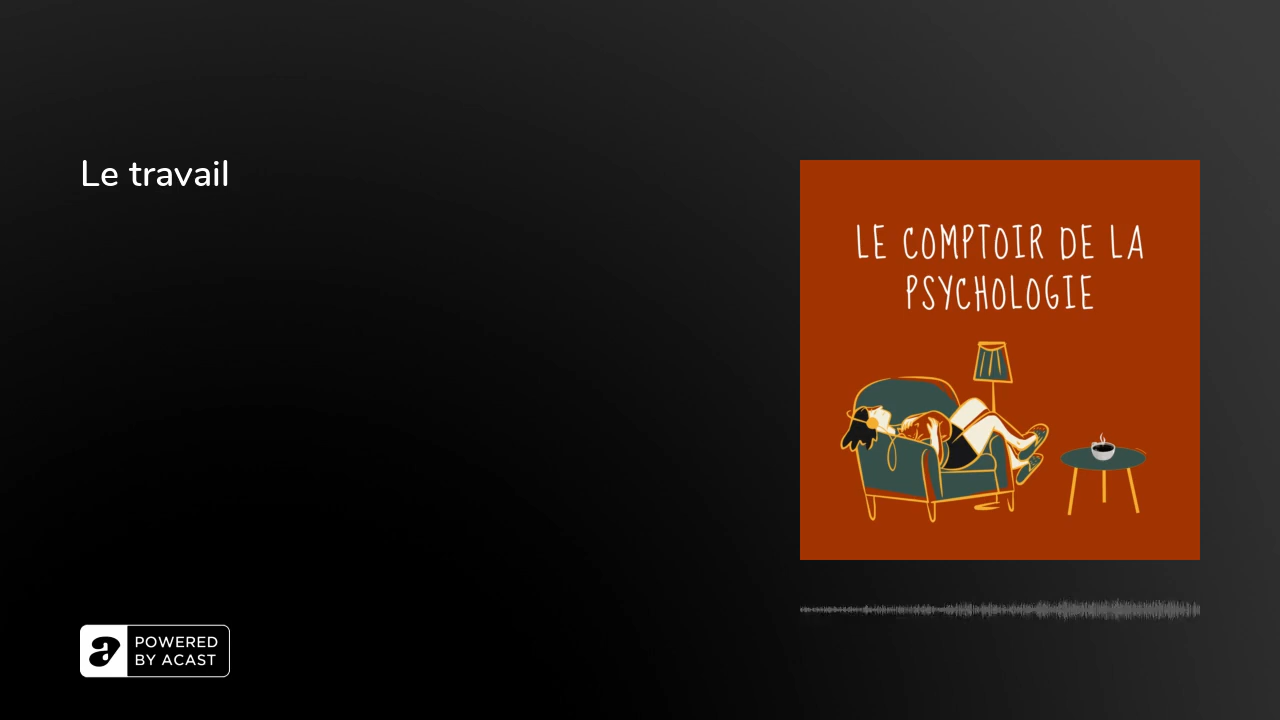 Le travail
LE COMPTOIR DE LA
PSYCHOLOGIE
POWERED
BY ACAST